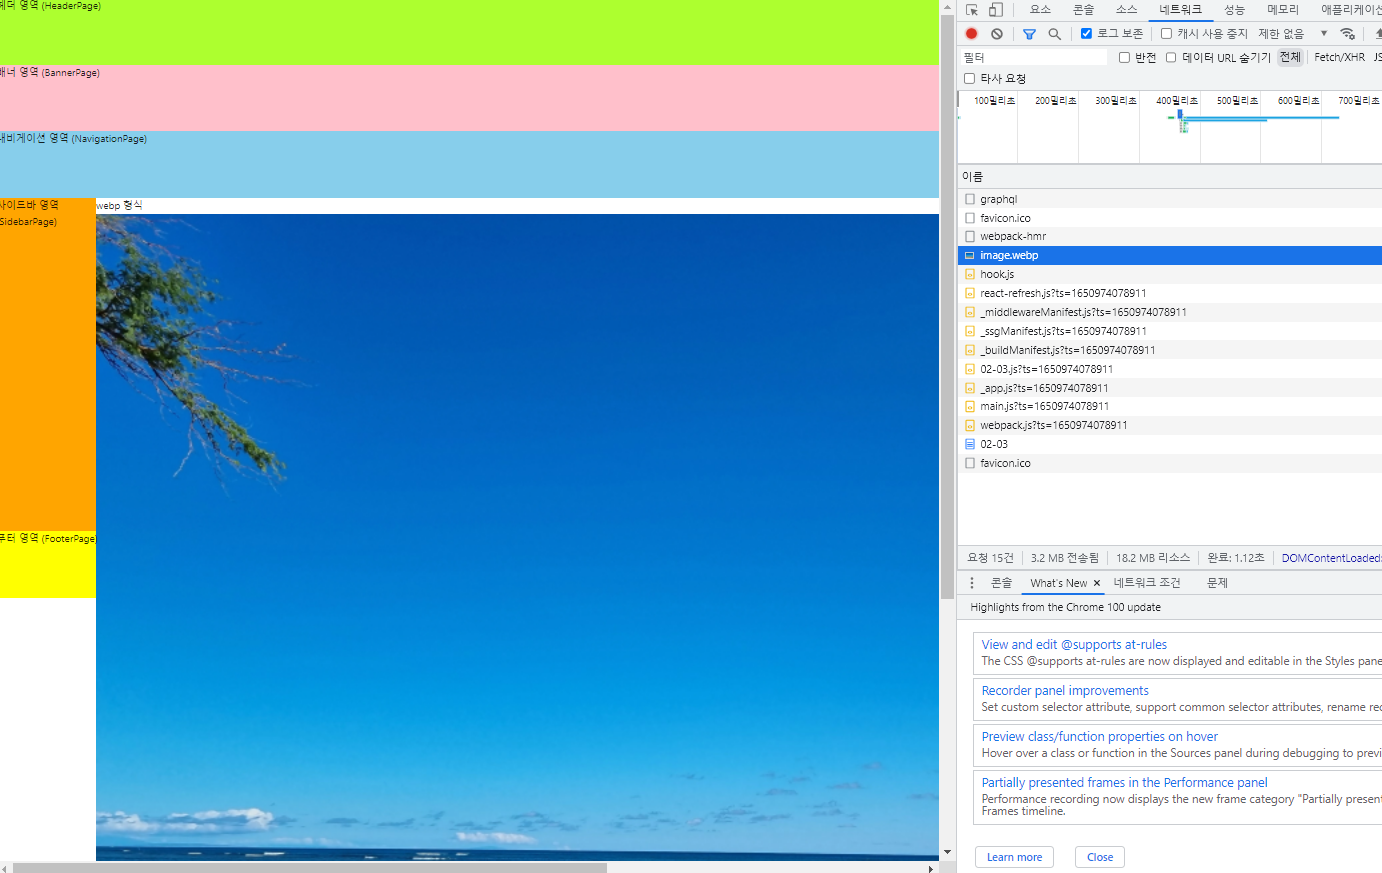 헤더 영역 (HeaderPage)
배너 영역 (BannerPage)
내비게이션 영역 (NavigationPage)
사이드바 영역
(SidebarPage)
webp 형식
푸터 영역 (FooterPage)
요소 콘솔 소스 네트워크 성능 메모리 애플리케이션
로그 보존 캐시 사용 중지 제한 없음
필터 반전 데이터 URL 숨기기 전체 Fetch/XHR JS
타사 요청
100밀리초 200밀리초 300밀리초 400밀리초 500밀리초 600밀리초 700밀리초
이름
graphql
favicon.ico
webpack-hmr
image.webp
hook.js
react-refresh.js?ts=1650974078911
_middlewareManifest.js?ts=1650974078911
_ssgManifest.js?ts=1650974078911
_buildManifest.js?ts=1650974078911
02-03.js?ts=1650974078911
_app.js?ts=1650974078911
main.js?ts=1650974078911
webpack.js?ts=1650974078911
02-03
favicon.ico
요청 15건 3.2 MB 전송됨 18.2 MB 리소스 완료: 1.12초 DOMContentLoaded:
콘솔 What's New × 네트워크 조건 문제
Highlights from the Chrome 100 update
View and edit @supports at-rules
The CSS @supports at-rules are now displayed and editable in the Styles pane
Recorder panel improvements
Set custom selector attribute, support common selector attributes, rename rec
Preview class/function properties on hover
Hover over a class or function in the Sources panel during debugging to previ
Partially presented frames in the Performance panel
Performance recording now displays the new frame category "Partially present
Frames timeline.
Learn more Close